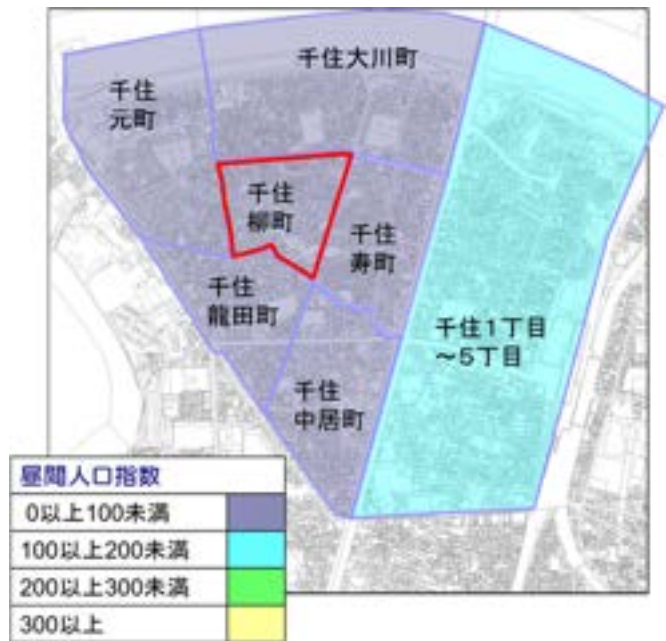 千住大川町
千住
元町
千住
柳町
千住
寿町
千住
龍田町
千住1丁目
～5丁目
千住
中居町
昼間人口指数
0以上100未満
100以上200未満
200以上300未満
300以上